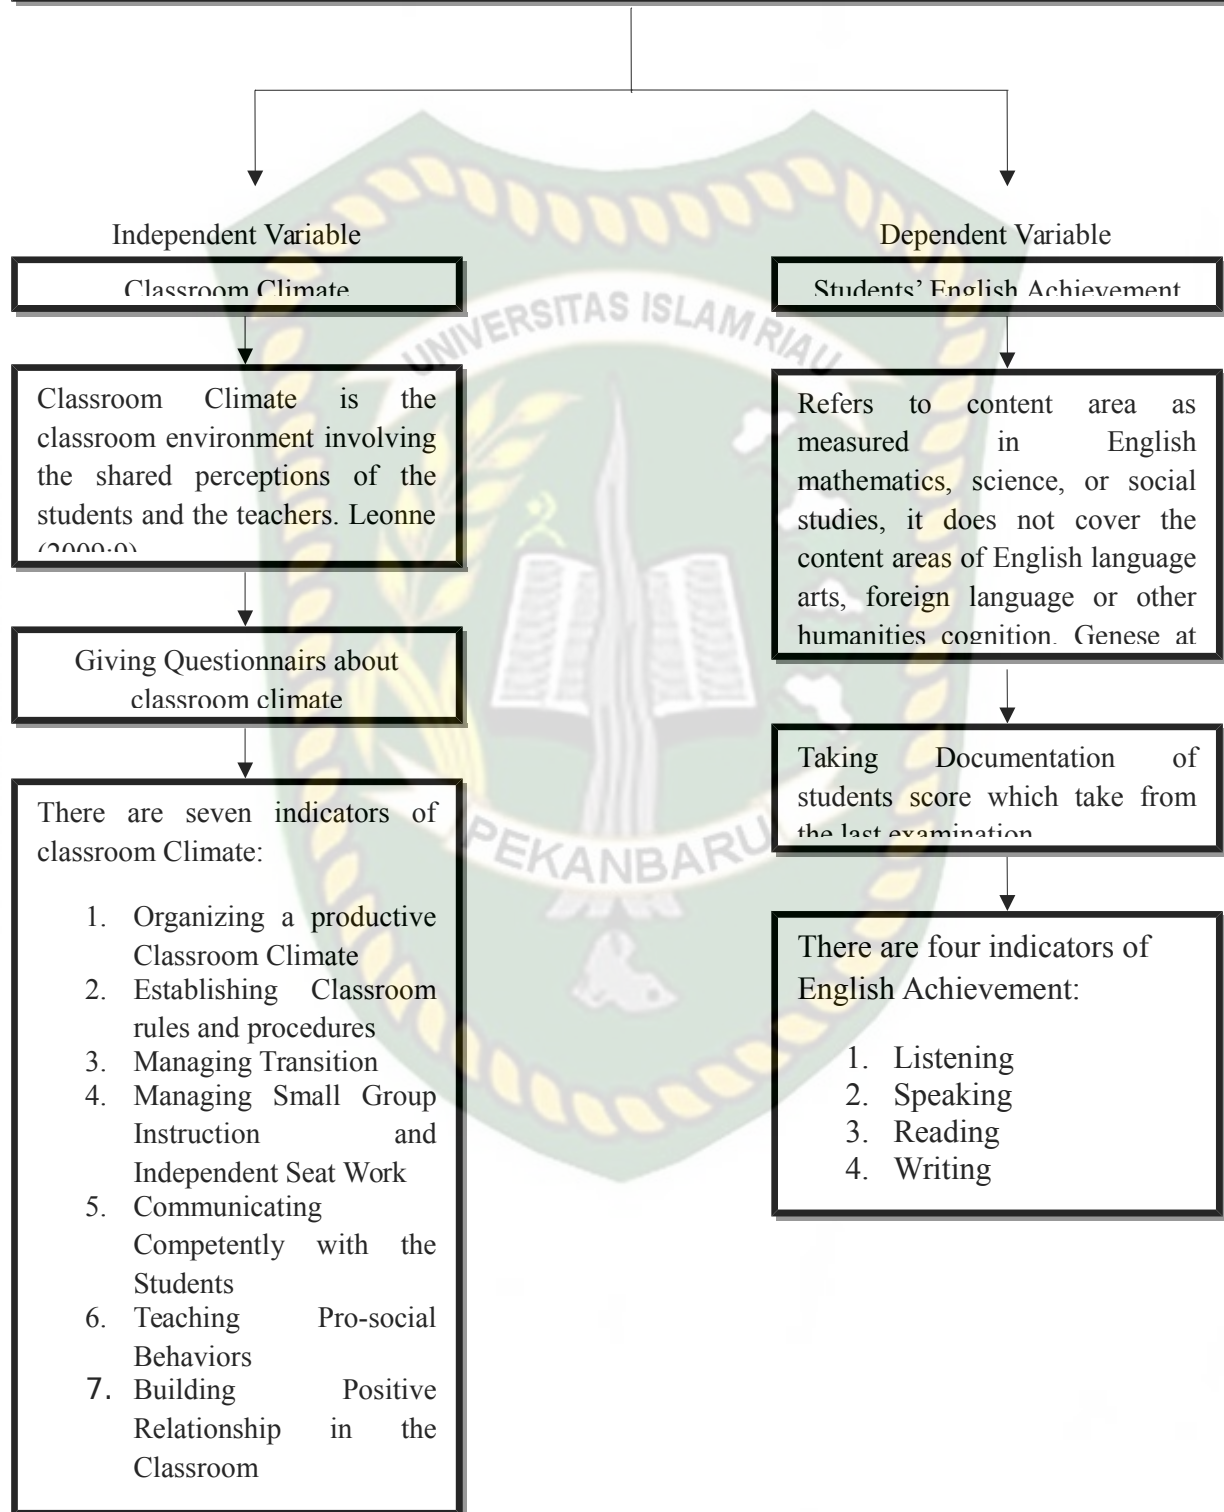 Independent Variable
Classroom Climate
Classroom Climate is the
classroom environment involving
the shared perceptions of the
students and the teachers. Leonne
(2009:9)
Giving Questionnairs about
classroom climate
There are seven indicators of
classroom Climate:
1. Organizing a productive
Classroom Climate
2. Establishing Classroom
rules and procedures
3. Managing Transition
4. Managing Small Group
Instruction and
Independent Seat Work
5. Communicating
Competently with the
Students
6. Teaching Pro-social
Behaviors
7. Building Positive
Relationship in the
Classroom
Dependent Variable
Students’ English Achievement
Refers to content area as
measured in English
mathematics, science, or social
studies, it does not cover the
content areas of English language
arts, foreign language or other
humanities cognition. Genese at
Taking Documentation of
students score which take from
the last examination
There are four indicators of
English Achievement:
1. Listening
2. Speaking
3. Reading
4. Writing
UNIVERSITAS ISLAM RIAU
PEKANBARU